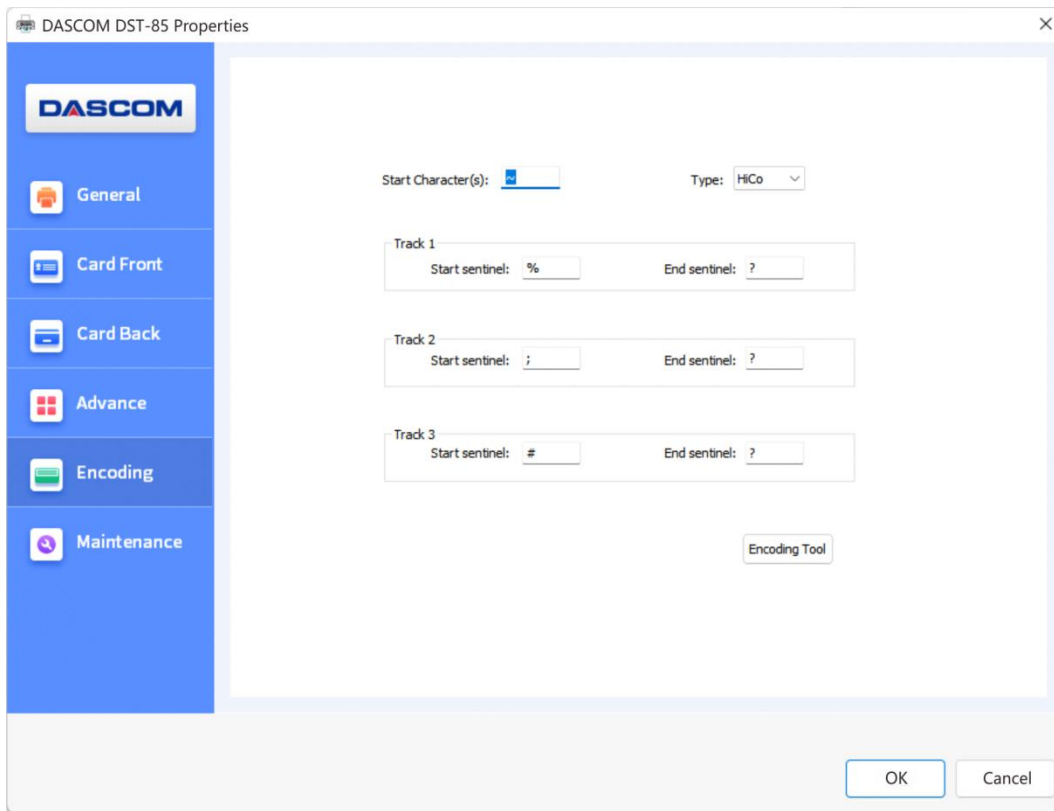 DASCOM DST-85 Properties
DASCOM
General
Card Front
Card Back
Advance
Encoding
Maintenance
Start Character(s): ~ Type: HiCo
Track 1
Start sentinel: % End sentinel: ?
Track 2
Start sentinel: ; End sentinel: ?
Track 3
Start sentinel: # End sentinel: ?
Encoding Tool
OK Cancel